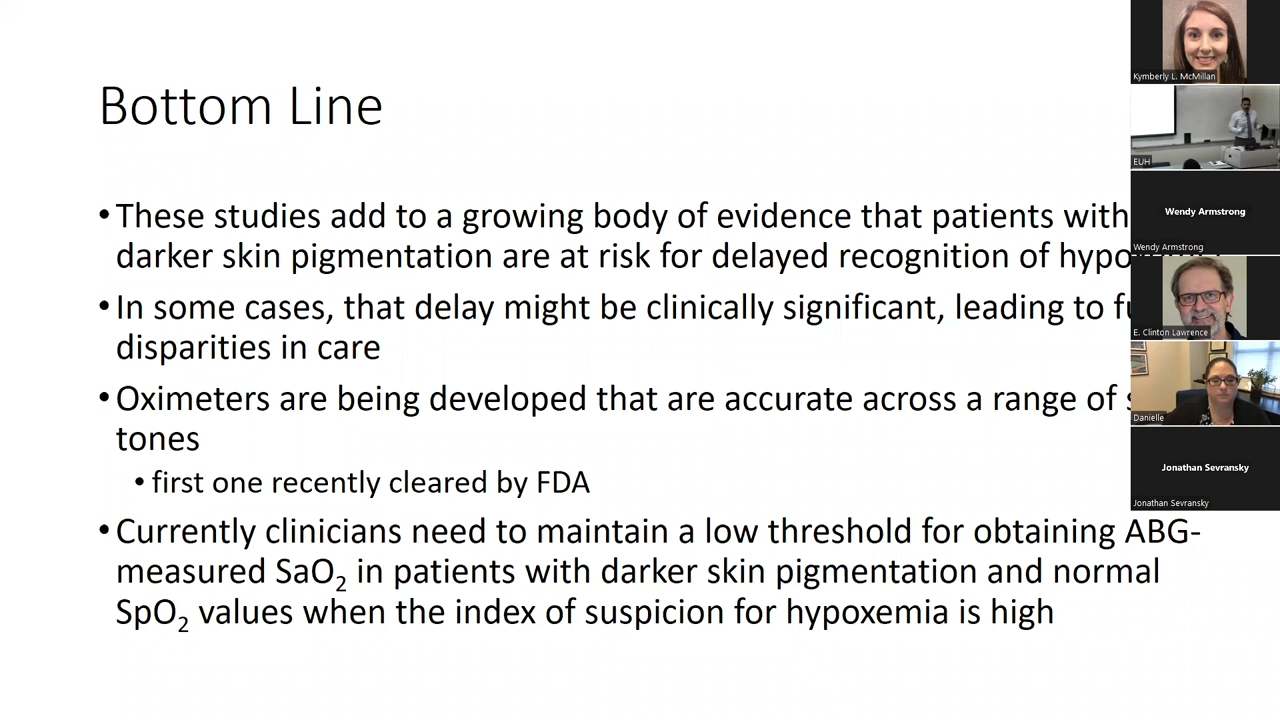 Bottom Line
• These studies add to a growing body of evidence that patients with
darker skin pigmentation are at risk for delayed recognition of
• In some cases, that delay might be clinically significant, leading to
disparities in care
• Oximeters are being developed that are accurate across a range of
tones
• first one recently cleared by FDA
• Currently clinicians need to maintain a low threshold for obtaining ABG-
measured SaO2 in patients with darker skin pigmentation and normal
SpO2 values when the index of suspicion for hypoxemia is high
Kymberly L. McMillan
EUH
Wendy Armstrong
Wendy Armstrong
E. Clinton Lawrence
Danielle
Jonathan Sevransky
Jonathan Sevransky